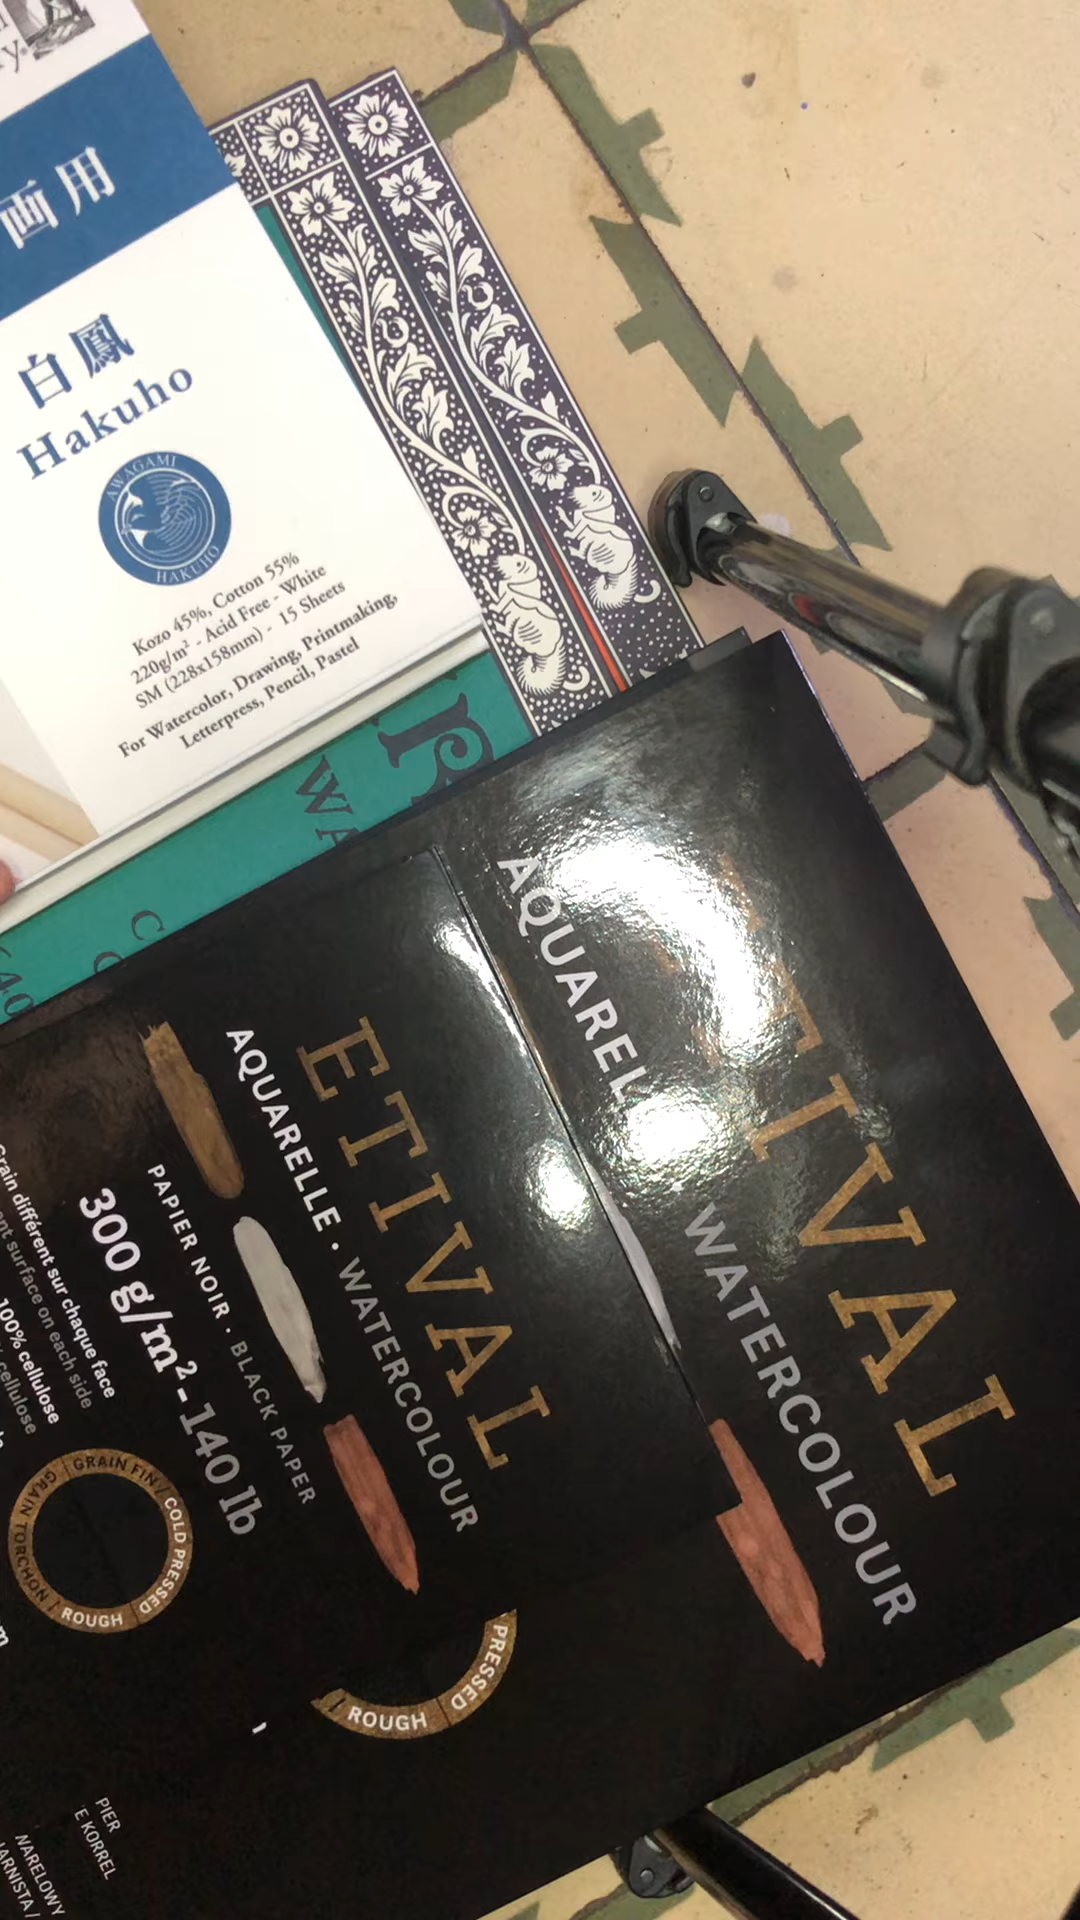 画用
白鳳
Hakuho
AWAGAMI
HAKUHO
Kozo 45%, Cotton 55%
220g/m² - Acid Free - White
SM (228x158mm) - 15 Sheets
For Watercolor, Drawing, Printmaking,
Letterpress, Pencil, Pastel
WA
ETIVAL
AQUARELLE • WATERCOLOUR
PAPIER NOIR • BLACK PAPER
300 g/m² - 140 lb
Grain différent sur chaque face
surface on each side
100% cellulose
cellulose
GRAIN FIN / COLD PRESSED
GRAIN TORCHON / ROUGH
TIVAL
AQUAREL WATERCOLOUR
PRESSED
ROUGH
PIER
E KORREL